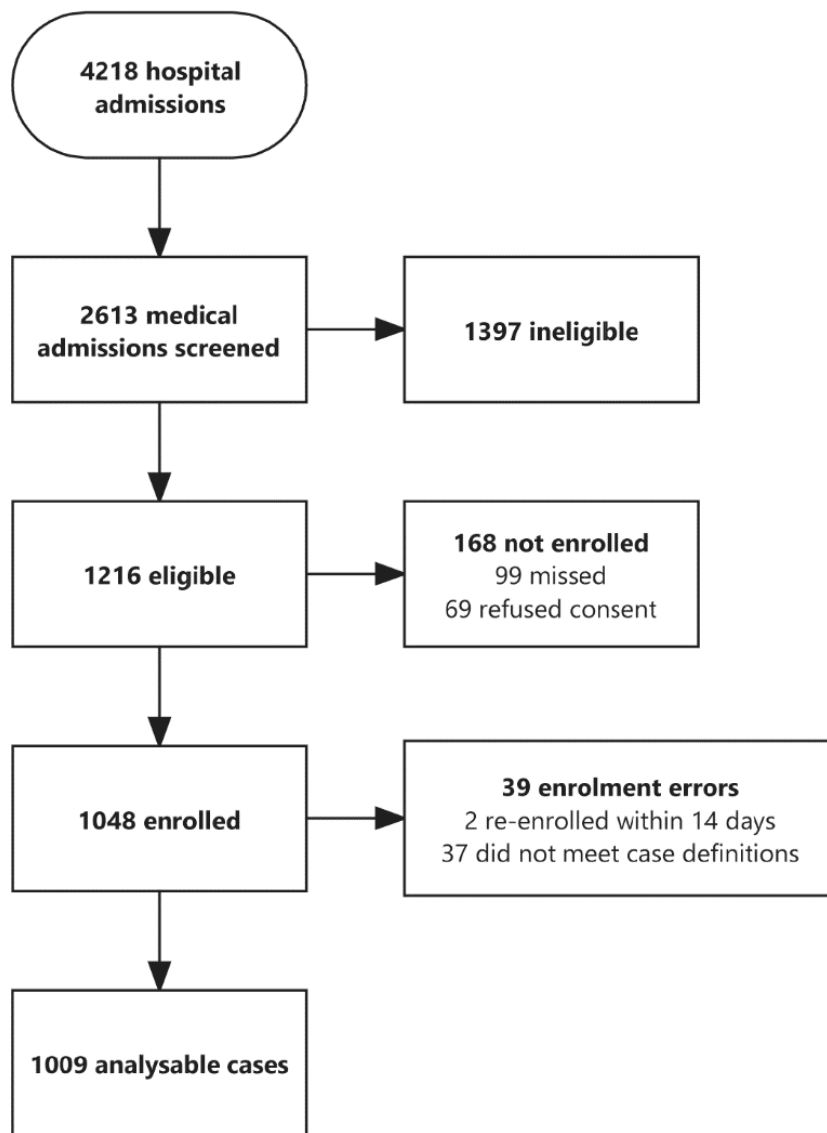 4218 hospital
admissions
2613 medical
admissions screened
1397 ineligible
1216 eligible
168 not enrolled
99 missed
69 refused consent
1048 enrolled
39 enrolment errors
2 re-enrolled within 14 days
37 did not meet case definitions
1009 analysable cases